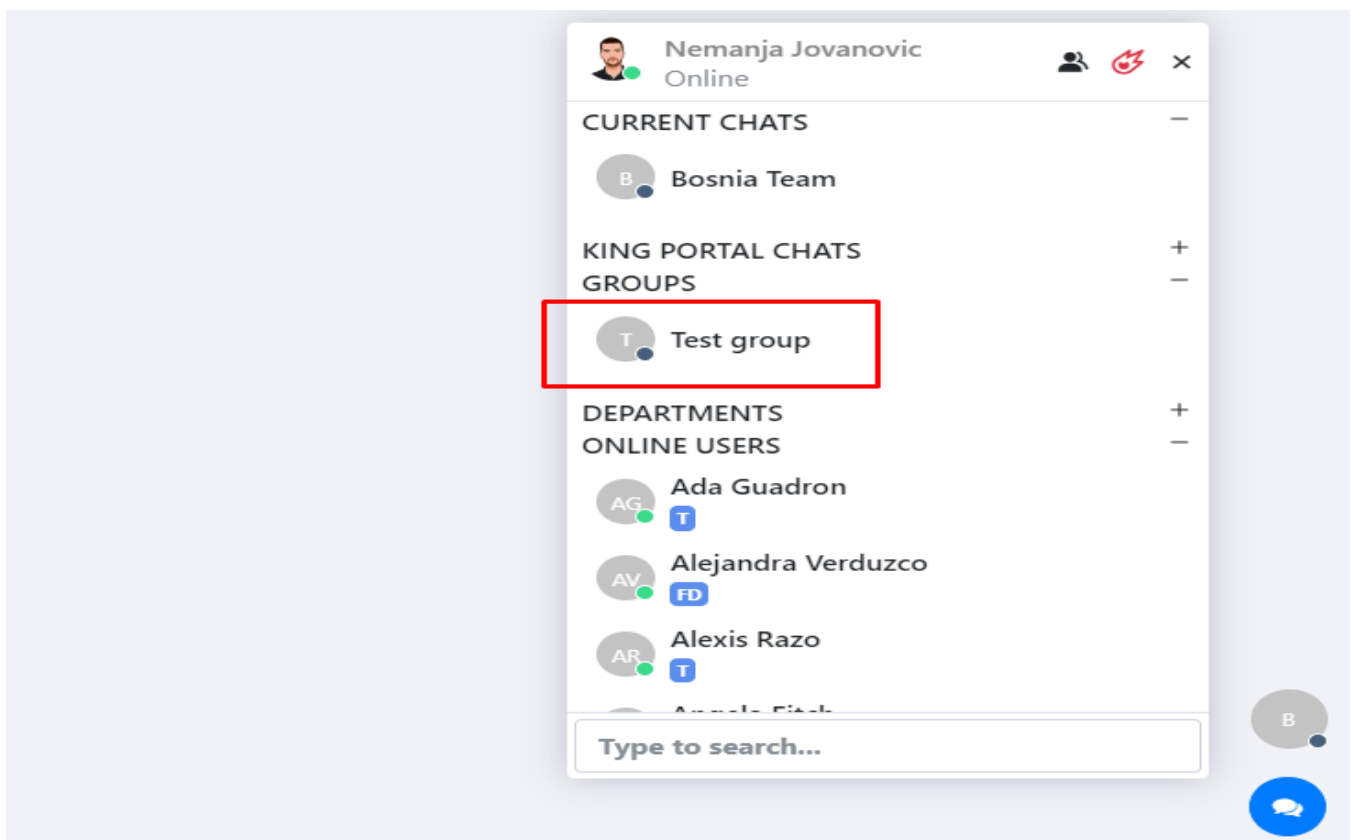 Nemanja Jovanovic
Online
CURRENT CHATS
B
Bosnia Team
KING PORTAL CHATS
GROUPS
T
Test group
DEPARTMENTS
ONLINE USERS
Ada Guadron
AG
T
Alejandra Verduzco
AV
FD
Alexis Razo
AR
T
Type to search...
B